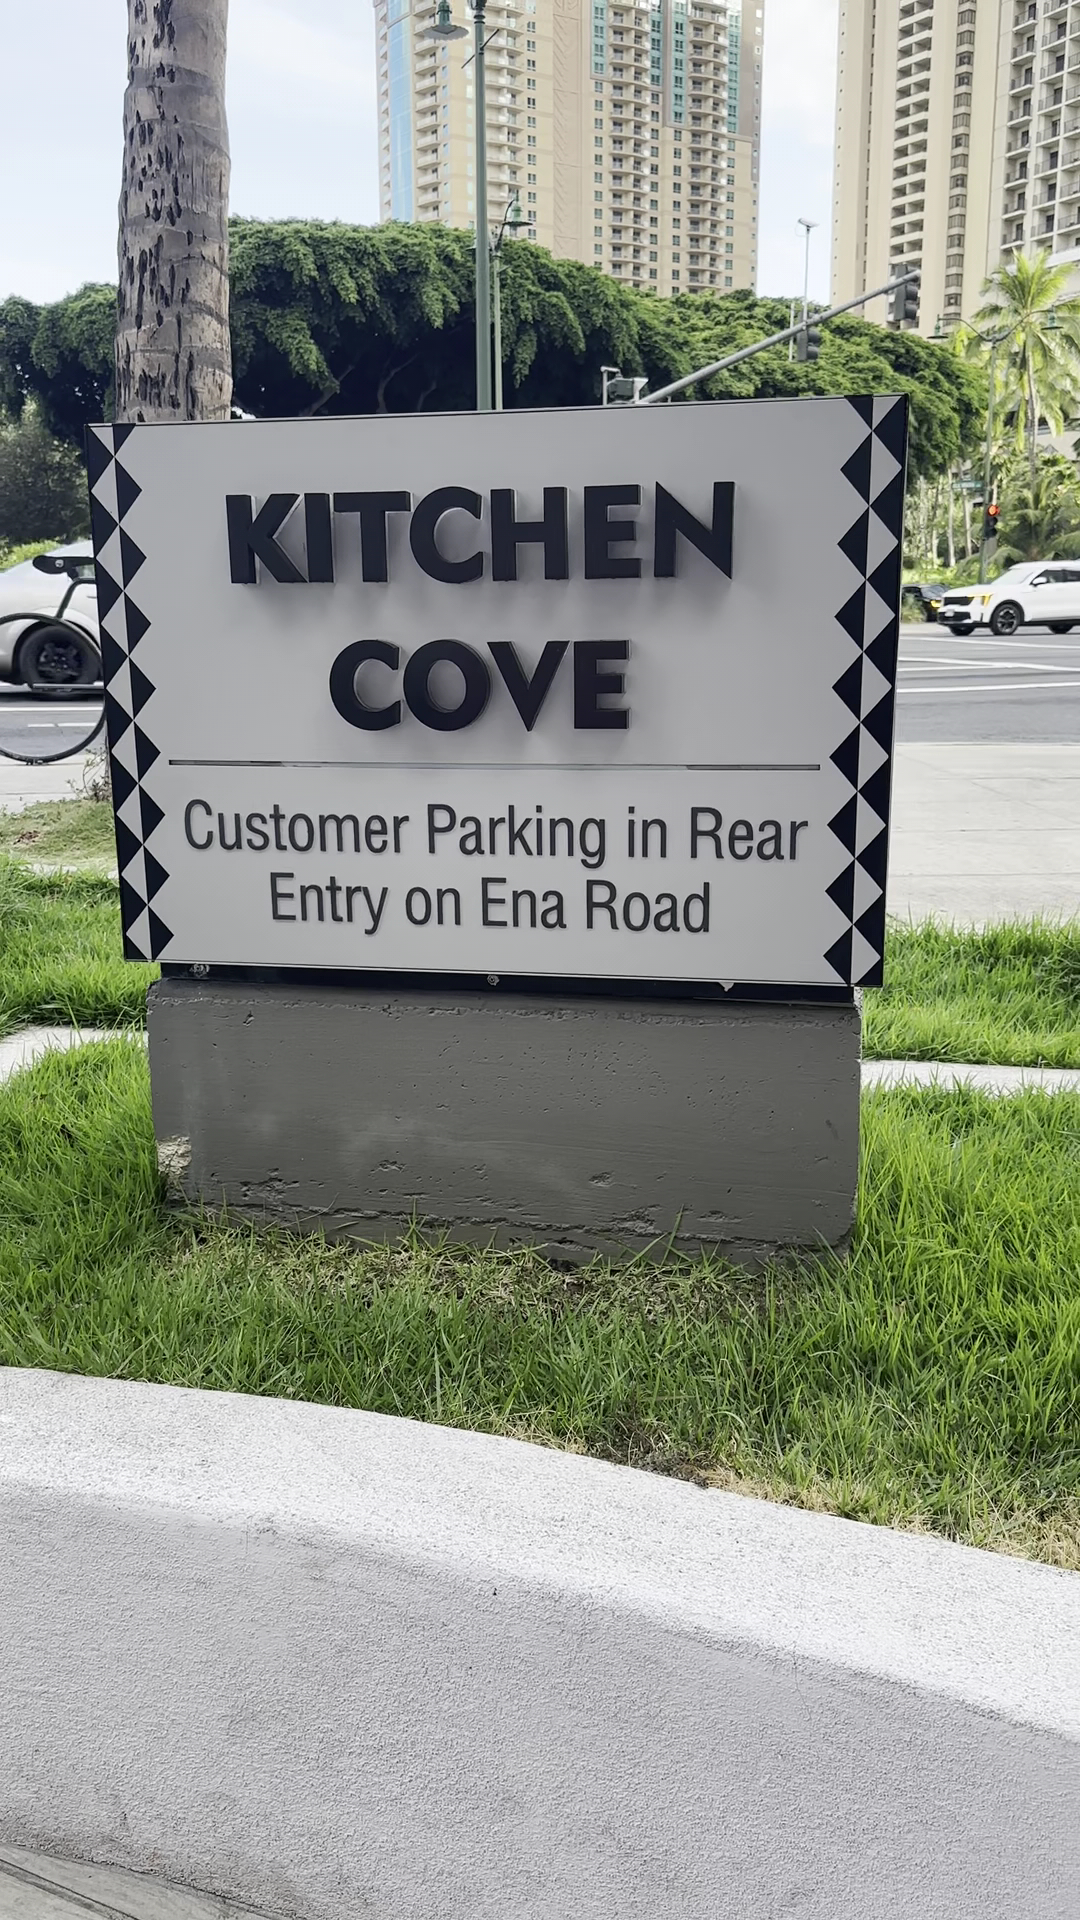 KITCHEN
COVE
Customer Parking in Rear
Entry on Ena Road